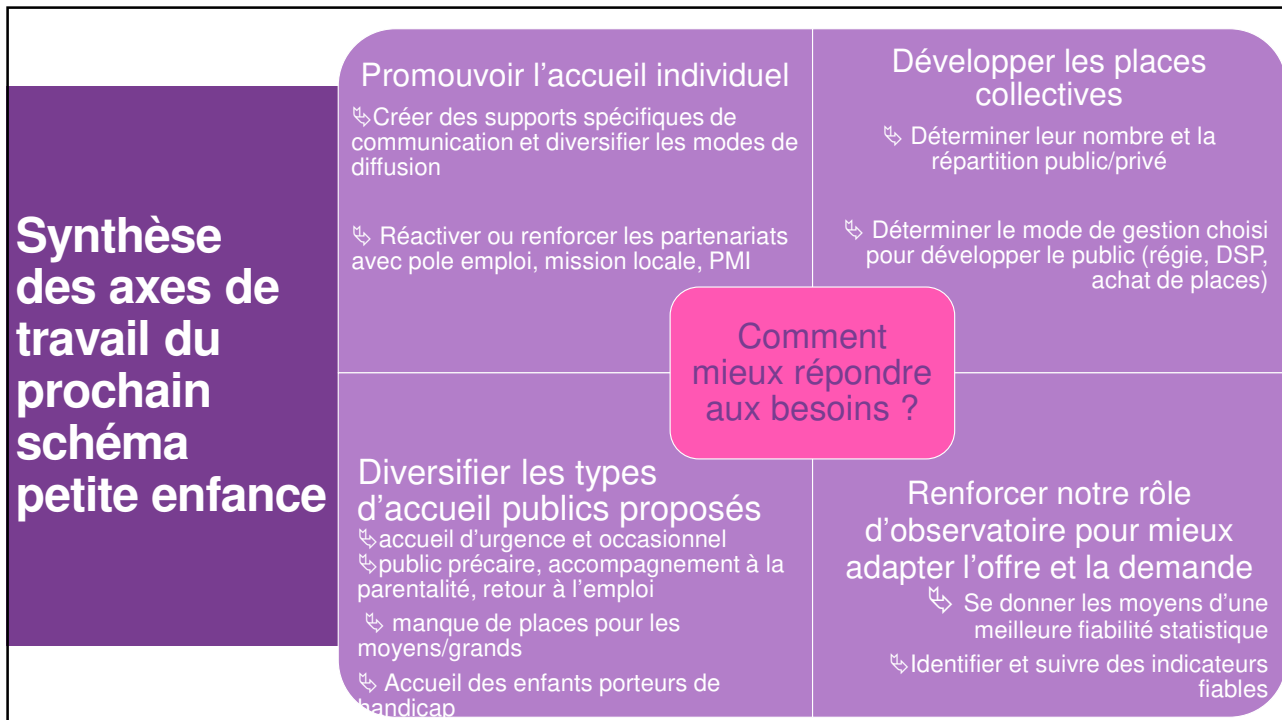 Synthèse
des axes de
travail du
prochain
schéma
petite enfance
Promouvoir l’accueil individuel
↳Créer des supports spécifiques de
communication et diversifier les modes de
diffusion
↳ Réactiver ou renforcer les partenariats
avec pole emploi, mission locale, PMI
Développer les places
collectives
↳ Déterminer leur nombre et la
répartition public/privé
↳ Déterminer le mode de gestion choisi
pour développer le public (régie, DSP,
achat de places)
Comment
mieux répondre
aux besoins ?
Diversifier les types
d’accueil publics proposés
↳accueil d’urgence et occasionnel
↳public précaire, accompagnement à la
parentalité, retour à l’emploi
↳ manque de places pour les
moyens/grands
↳ Accueil des enfants porteurs de
handicap
Renforcer notre rôle
d’observatoire pour mieux
adapter l’offre et la demande
↳ Se donner les moyens d’une
meilleure fiabilité statistique
↳Identifier et suivre des indicateurs
fiables